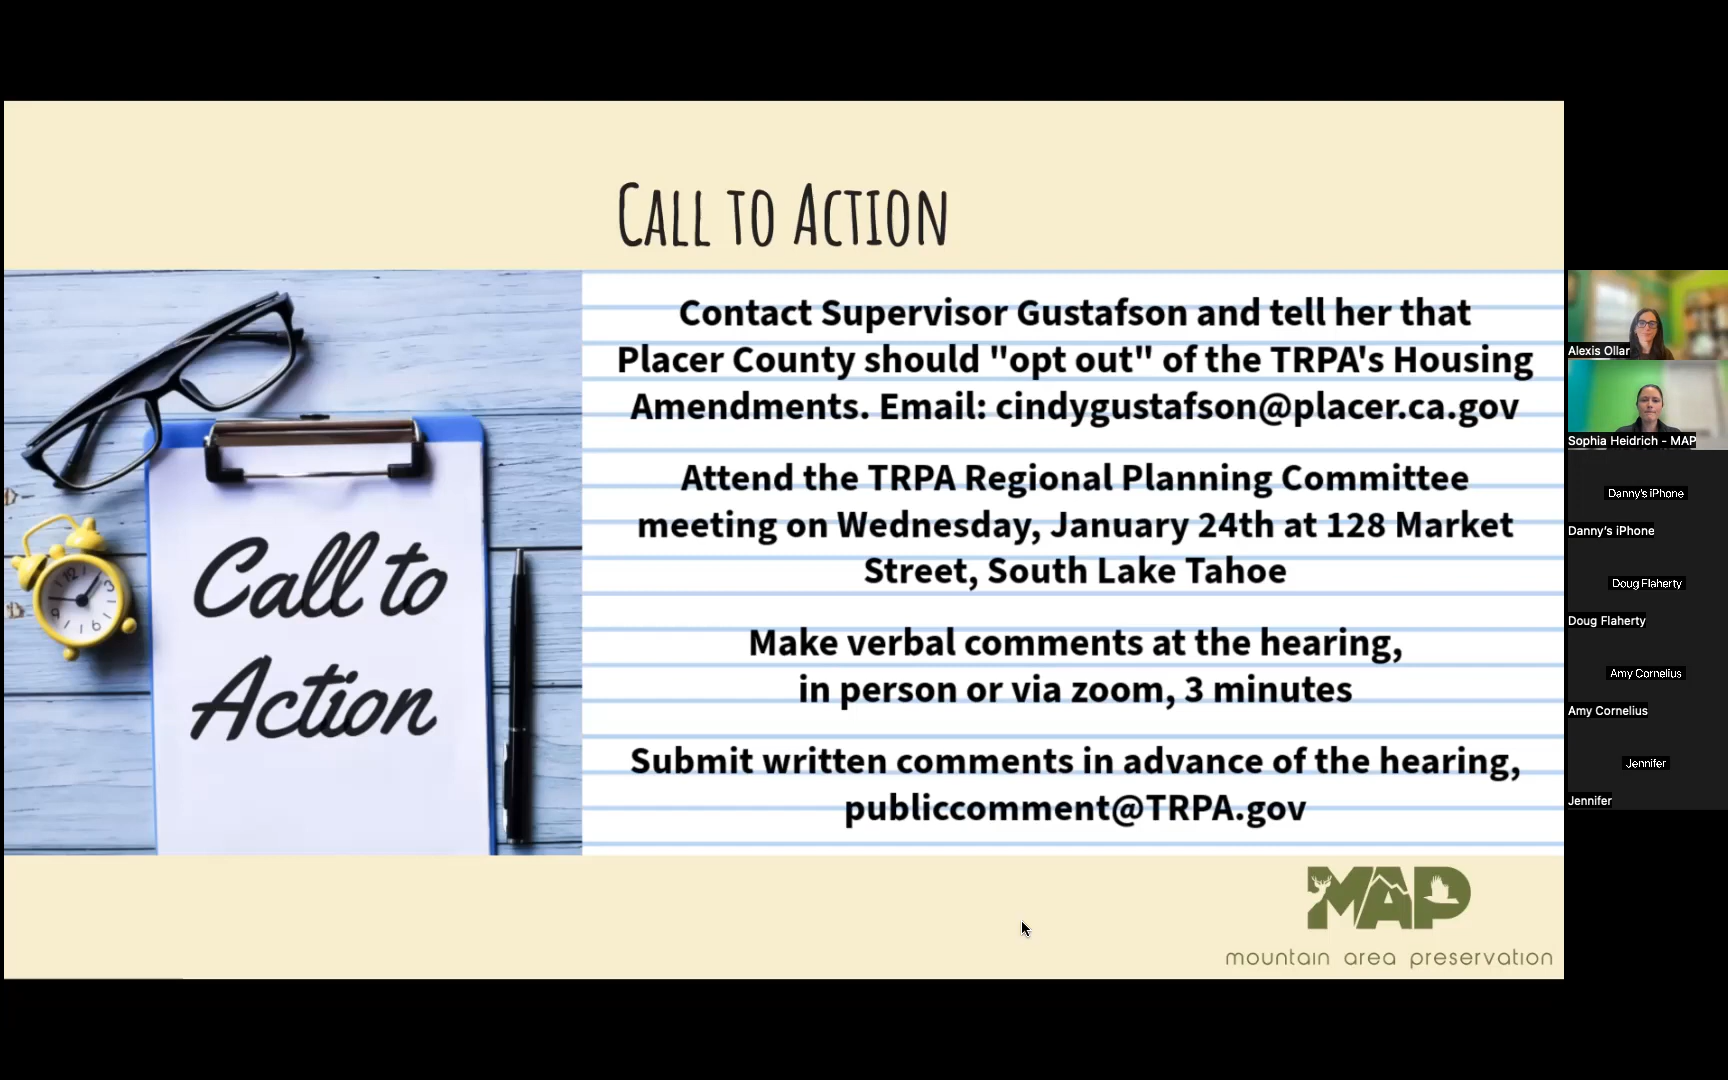 Call to Action
Contact Supervisor Gustafson and tell her that
Placer County should "opt out" of the TRPA's Housing
Amendments. Email: cindygustafson@placer.ca.gov
Attend the TRPA Regional Planning Committee
meeting on Wednesday, January 24th at 128 Market
Street, South Lake Tahoe
Make verbal comments at the hearing,
in person or via zoom, 3 minutes
Submit written comments in advance of the hearing,
publiccomment@TRPA.gov
Call to
Action
12
3
6
9
MAP
mountain area preservation
Alexis Ollar
Sophia Heidrich - MAP
Danny's iPhone
Danny's iPhone
Doug Flaherty
Doug Flaherty
Amy Cornelius
Amy Cornelius
Jennifer
Jennifer